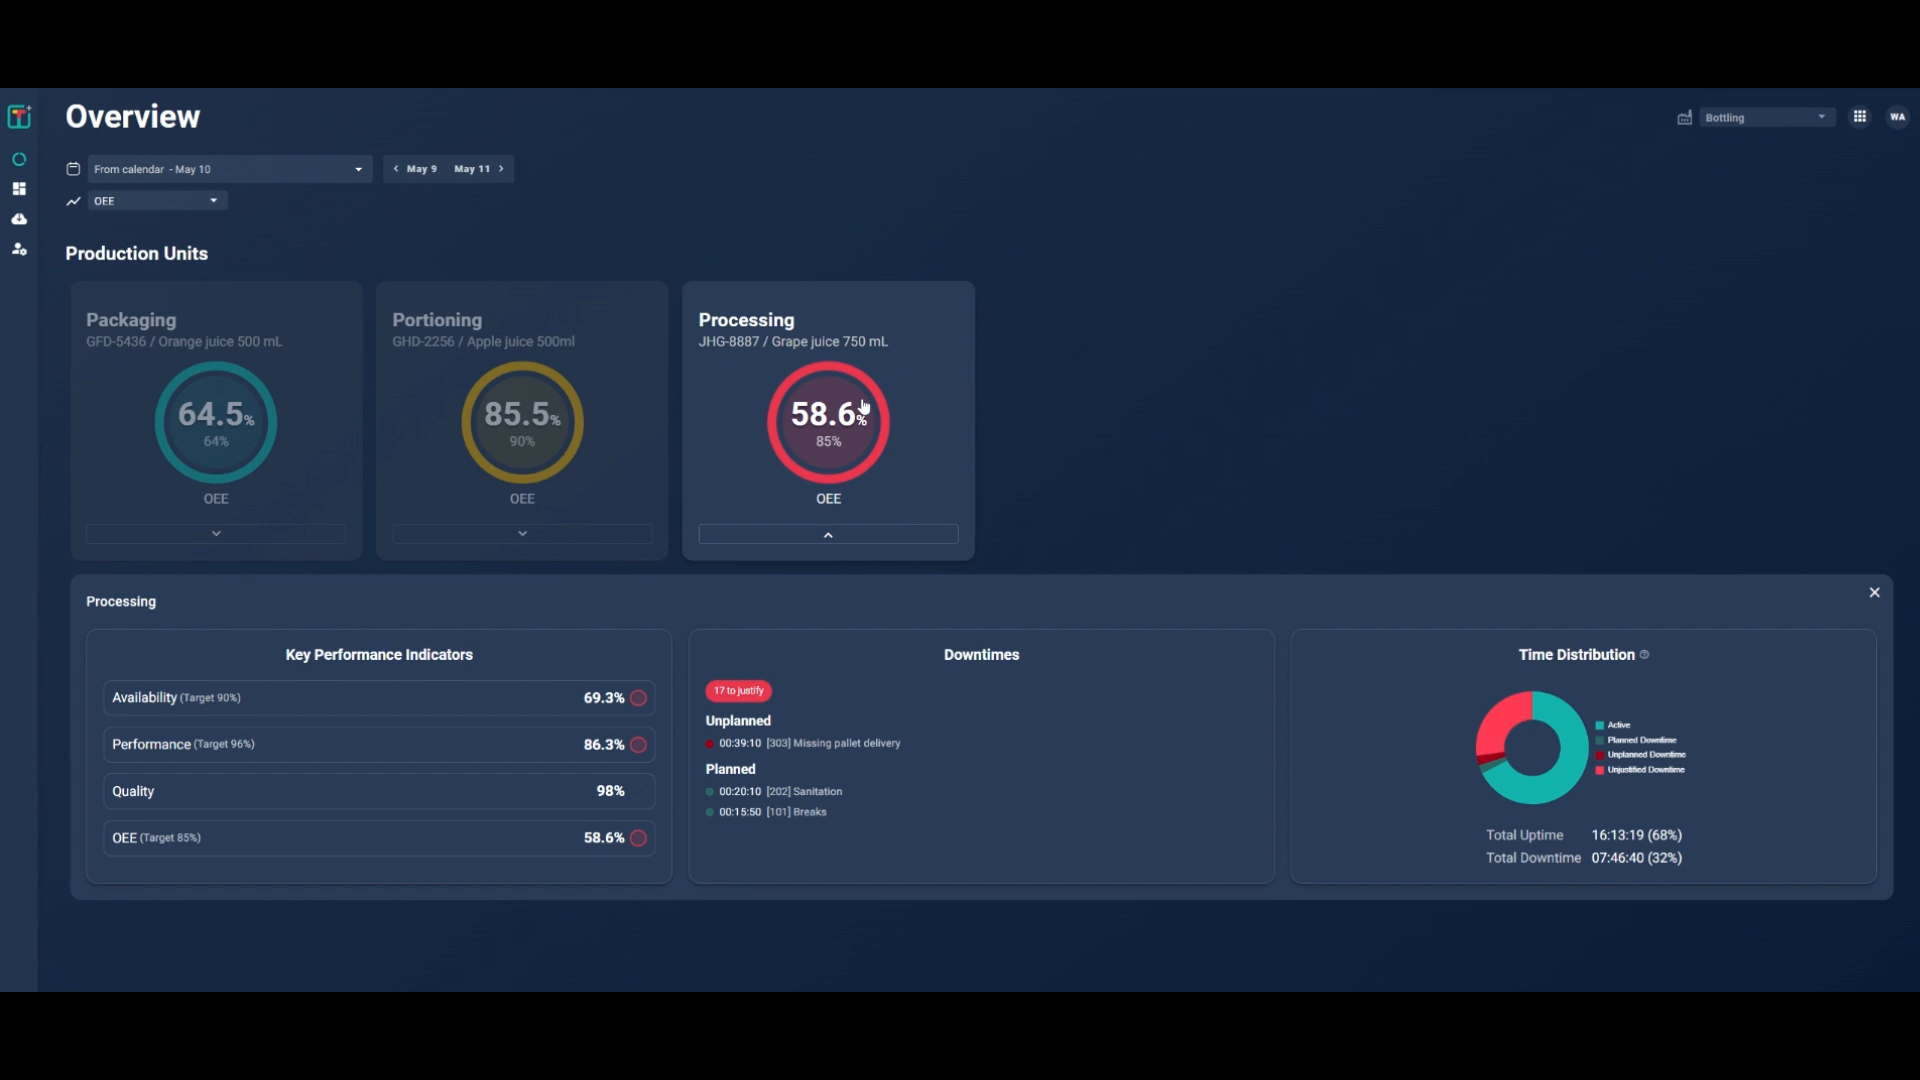 Overview
Bottling
WA
From calendar - May 10
May 9 May 11
OEE
Production Units
Packaging
GFD-5436 / Orange juice 500 mL
64.5%
64%
OEE
Portioning
GHD-2256 / Apple juice 500ml
85.5%
90%
OEE
Processing
JHG-8887 / Grape juice 750 mL
58.6%
85%
OEE
Processing
Key Performance Indicators
Availability (Target 90%) 69.3%
Performance (Target 96%) 86.3%
Quality 98%
OEE (Target 85%) 58.6%
Downtimes
17 to justify
Unplanned
00:39:10 [303] Missing pallet delivery
Planned
00:20:10 [202] Sanitation
00:15:50 [101] Breaks
Time Distribution
Active
Planned Downtime
Unplanned Downtime
Unjustified Downtime
Total Uptime 16:13:19 (68%)
Total Downtime 07:46:40 (32%)